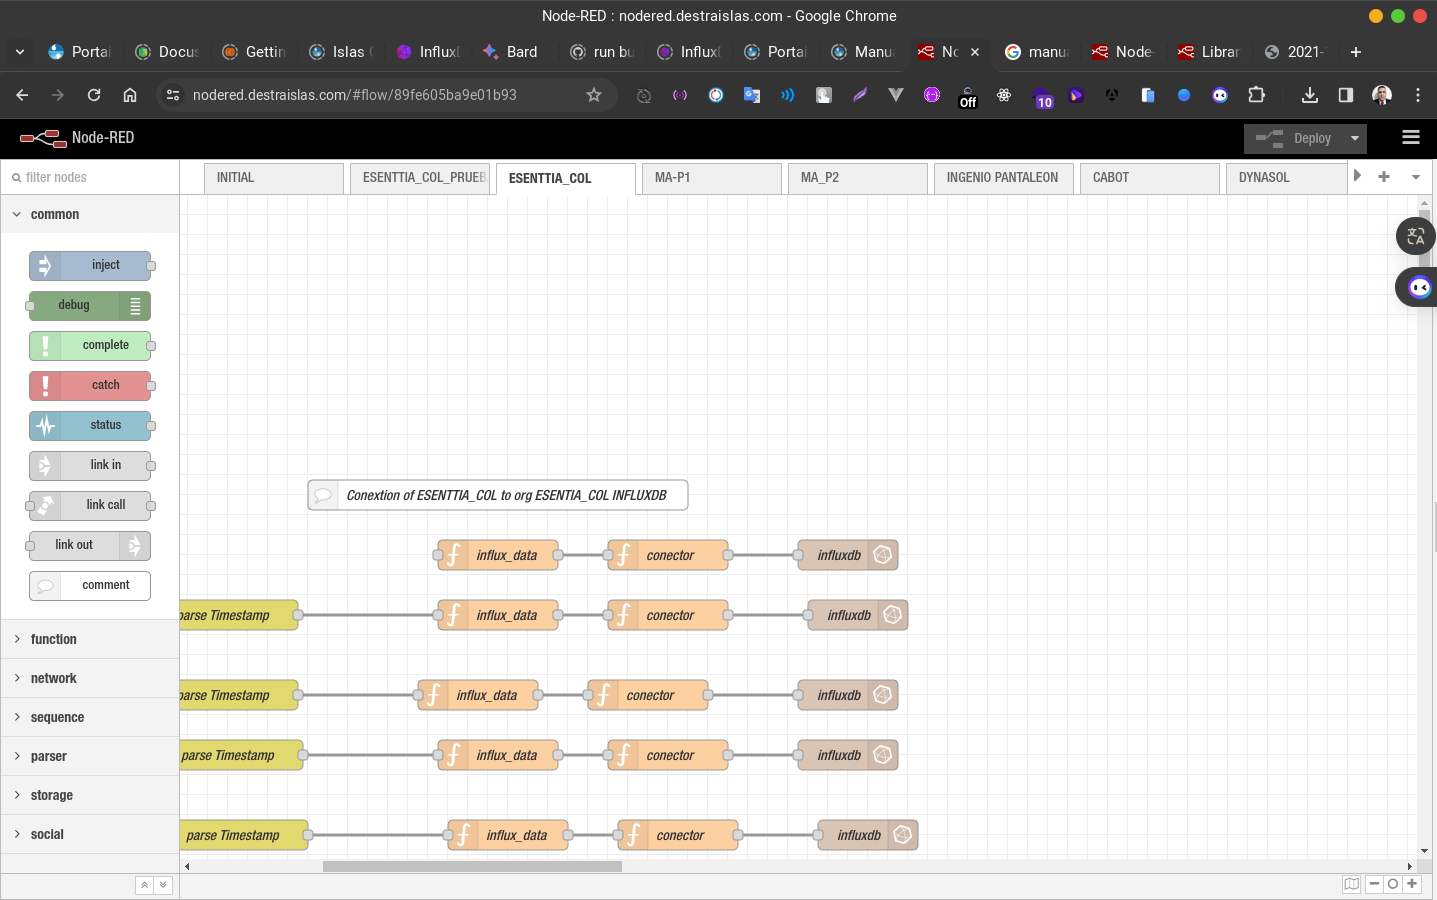 Node-RED : nodered.destraislas.com - Google Chrome
Portai
Docus
Gettin
Islas
Influx
Bard
run bu
Influx
Portai
Manu
No
manu
Node-
Librar
2021-
nodered.destraislas.com/#flow/89fe605ba9e01b93
Off
10
Node-RED
Deploy
filter nodes
INITIAL
ESENTTIA_COL_PRUEB
ESENTTIA_COL
MA-P1
MA_P2
INGENIO PANTALEON
CABOT
DYNASOL
common
inject
debug
complete
catch
status
link in
link call
link out
comment
function
network
sequence
parser
storage
social
Conextion of ESENTTIA_COL to org ESENTIA_COL INFLUXDB
influx_data conector influxdb
parse Timestamp influx_data conector influxdb
parse Timestamp influx_data conector influxdb
parse Timestamp influx_data conector influxdb
parse Timestamp influx_data conector influxdb